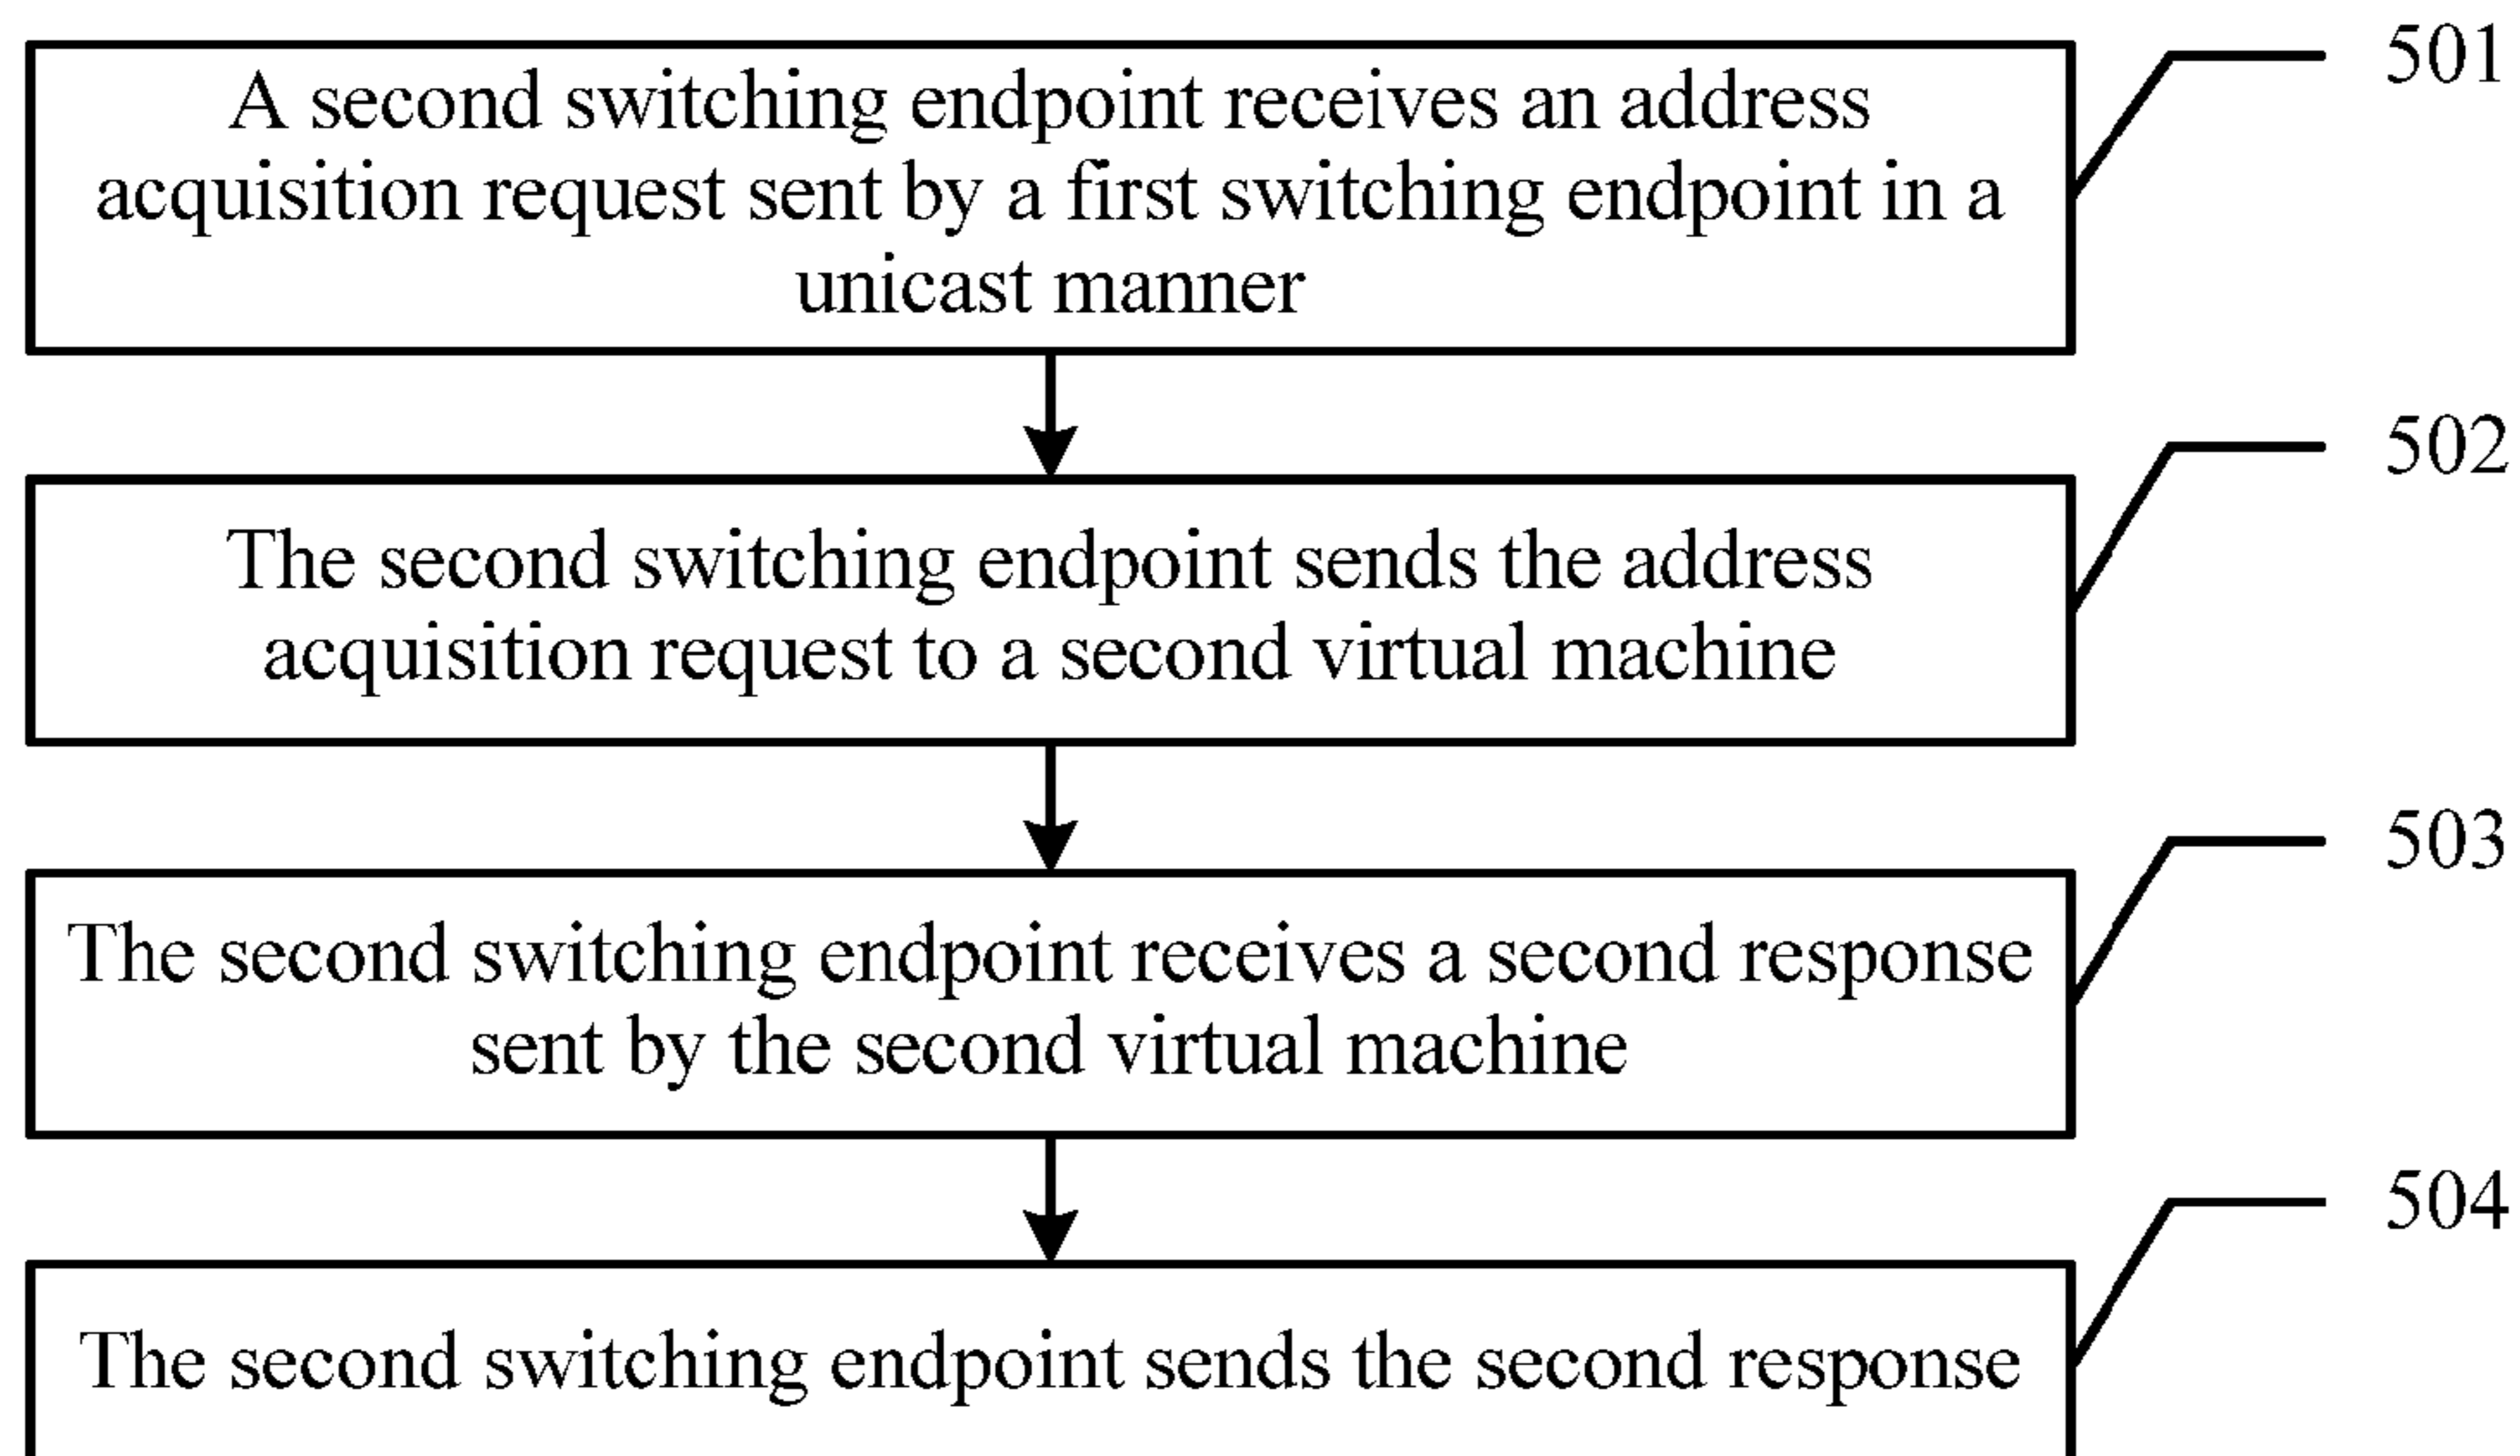 501
A second switching endpoint receives an address
acquisition request sent by a first switching endpoint in a
unicast manner
502
The second switching endpoint sends the address
acquisition request to a second virtual machine
503
The second switching endpoint receives a second response
sent by the second virtual machine
504
The second switching endpoint sends the second response